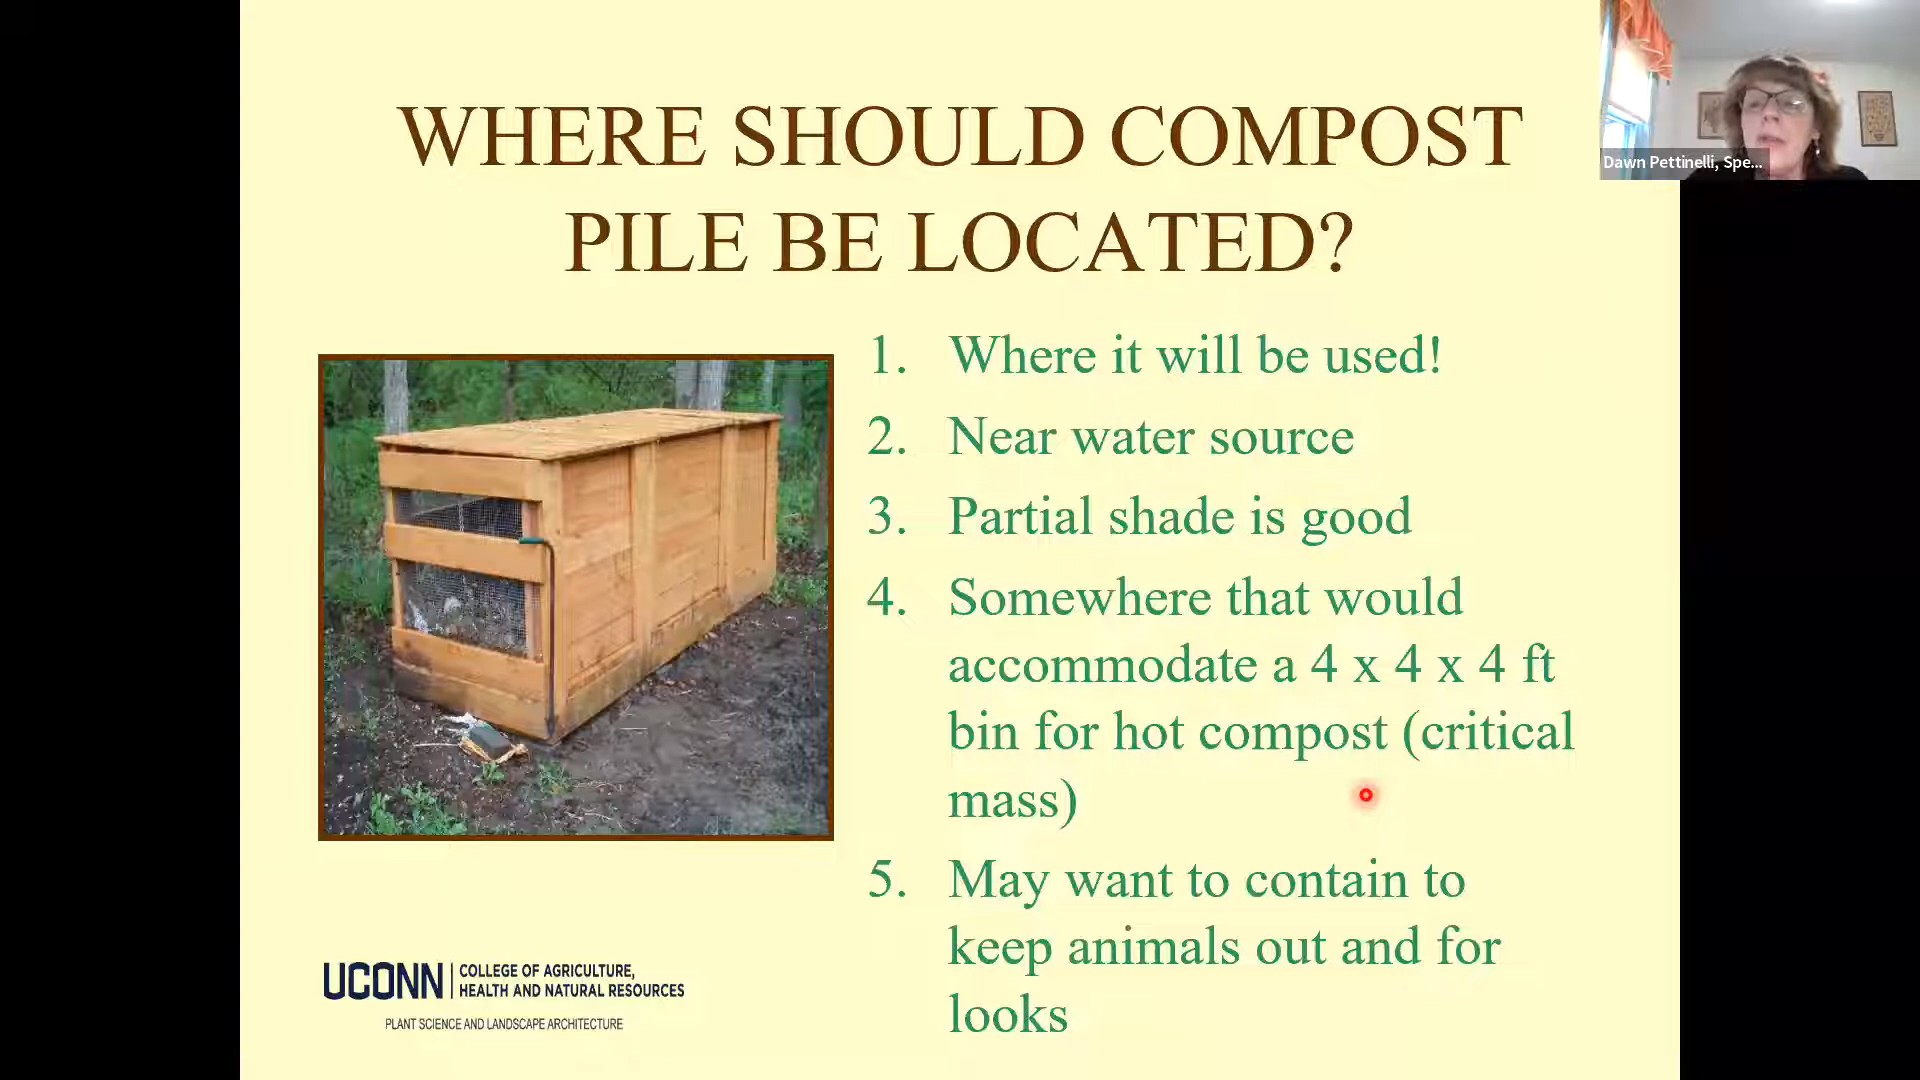 WHERE SHOULD COMPOST
PILE BE LOCATED?
Dawn Pettinelli, Spe...
1. Where it will be used!
2. Near water source
3. Partial shade is good
4. Somewhere that would
accommodate a 4 x 4 x 4 ft
bin for hot compost (critical
mass)
5. May want to contain to
keep animals out and for
looks
UCONN
COLLEGE OF AGRICULTURE,
HEALTH AND NATURAL RESOURCES
PLANT SCIENCE AND LANDSCAPE ARCHITECTURE